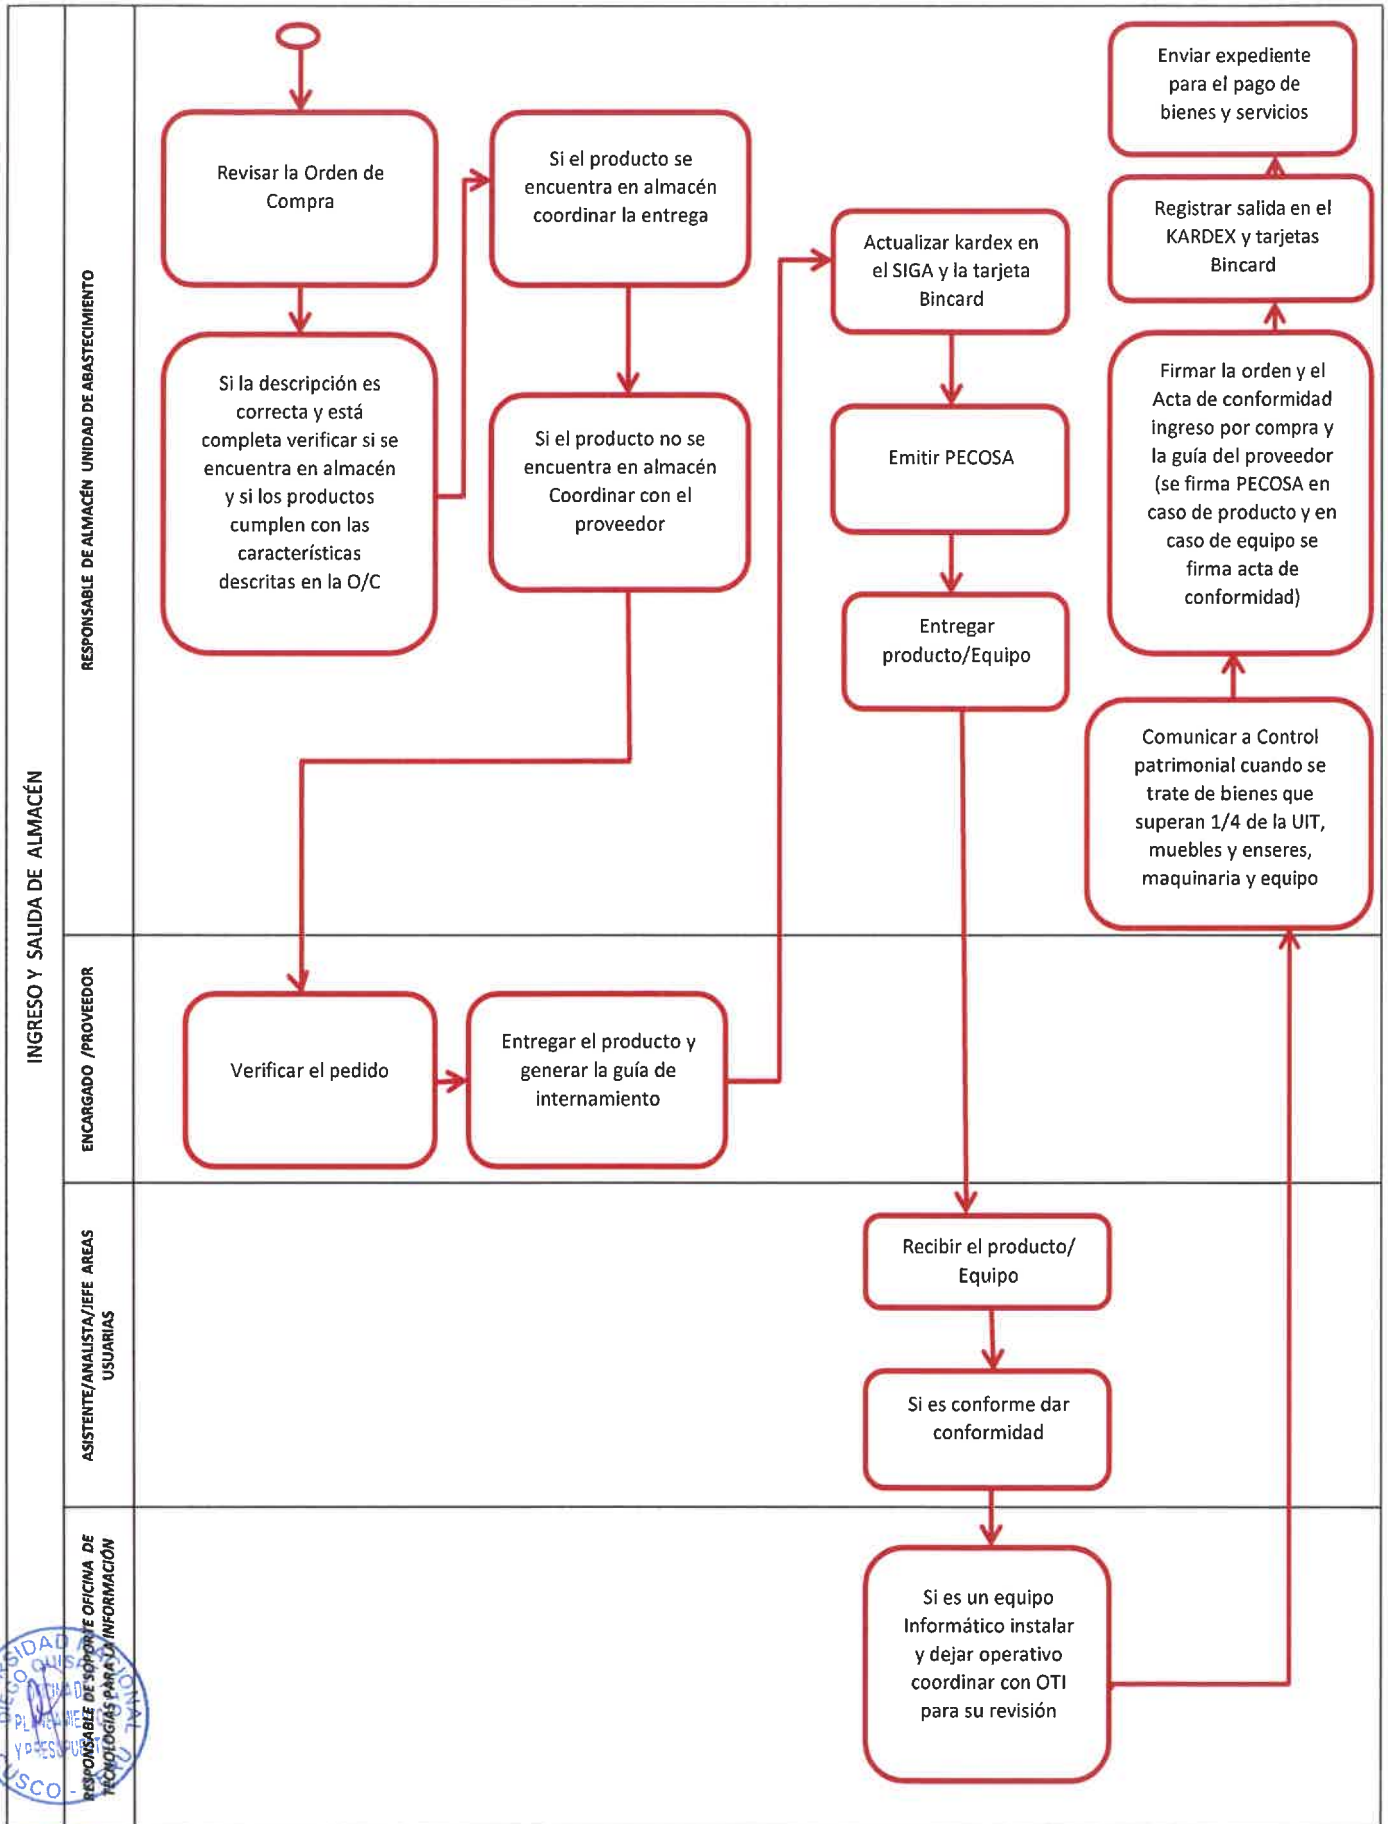 INGRESO Y SALIDA DE ALMACÉN
RESPONSABLE DE ALMACÉN UNIDAD DE ABASTECIMIENTO
Revisar la Orden de
Compra
Si la descripción es
correcta y está
completa verificar si se
encuentra en almacén
y si los productos
cumplen con las
características
descritas en la O/C
Si el producto se
encuentra en almacén
coordinar la entrega
Si el producto no se
encuentra en almacén
Coordinar con el
proveedor
Actualizar kardex en
el SIGA y la tarjeta
Bincard
Emitir PECOSA
Entregar
producto/Equipo
Enviar expediente
para el pago de
bienes y servicios
Registrar salida en el
KARDEX y tarjetas
Bincard
Firmar la orden y el
Acta de conformidad
ingreso por compra y
la guía del proveedor
(se firma PECOSA en
caso de producto y en
caso de equipo se
firma acta de
conformidad)
Comunicar a Control
patrimonial cuando se
trate de bienes que
superan 1/4 de la UIT,
muebles y enseres,
maquinaria y equipo
ENCARGADO /PROVEEDOR
Verificar el pedido
Entregar el producto y
generar la guía de
internamiento
ASISTENTE/ANALISTA/JEFE AREAS
USUARIAS
Recibir el producto/
Equipo
Si es conforme dar
conformidad
RESPONSABLE DE SOPORTE OFICINA DE
TECNOLOGIAS PARA LA INFORMACIÓN
Si es un equipo
Informático instalar
y dejar operativo
coordinar con OTI
para su revisión